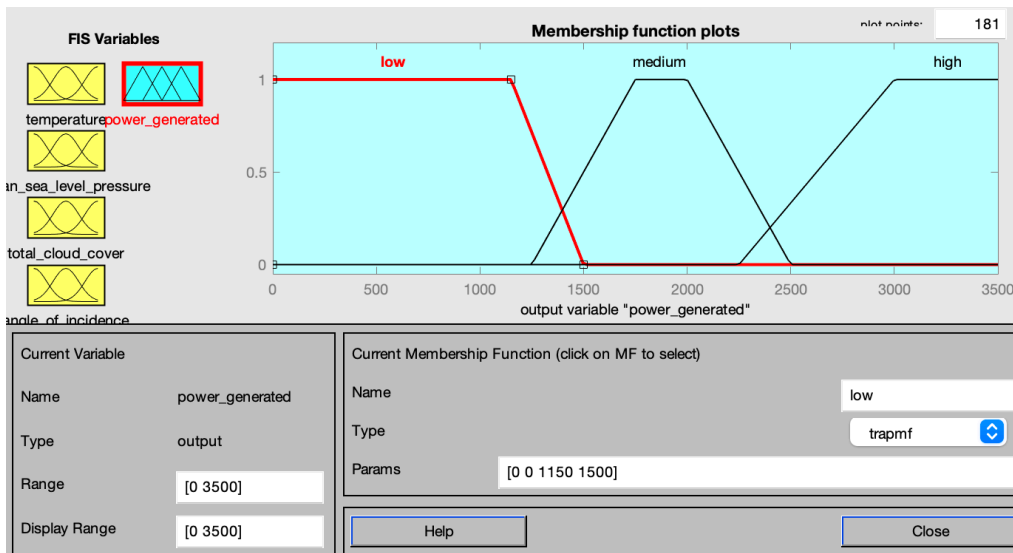 FIS Variables
temperature
power_generated
an_sea_level_pressure
total_cloud_cover
angle_of_incidence
Membership function plots
plot points:
181
low
medium
high
1
0.5
0
0
500
1000
1500
2000
2500
3000
3500
output variable "power_generated"
Current Variable
Name
power_generated
Type
output
Range
[0 3500]
Display Range
[0 3500]
Current Membership Function (click on MF to select)
Name
low
Type
trapmf
Params
[0 0 1150 1500]
Help
Close